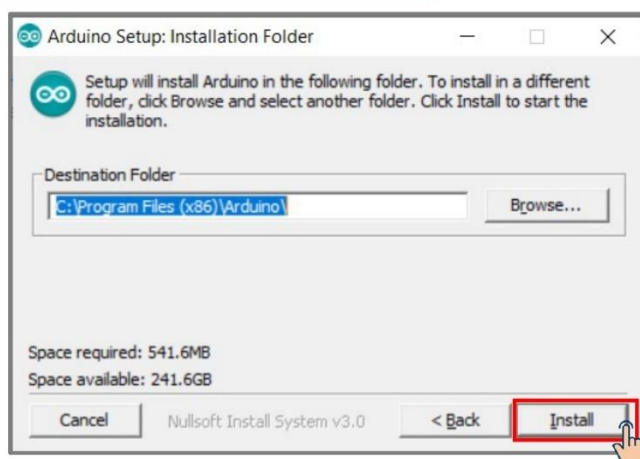 Arduino Setup: Installation Folder
Setup will install Arduino in the following folder. To install in a different
folder, click Browse and select another folder. Click Install to start the
installation.
Destination Folder
C:\Program Files (x86)\Arduino\
Browse...
Space required: 541.6MB
Space available: 241.6GB
Cancel
Nullsoft Install System v3.0
< Back
Install